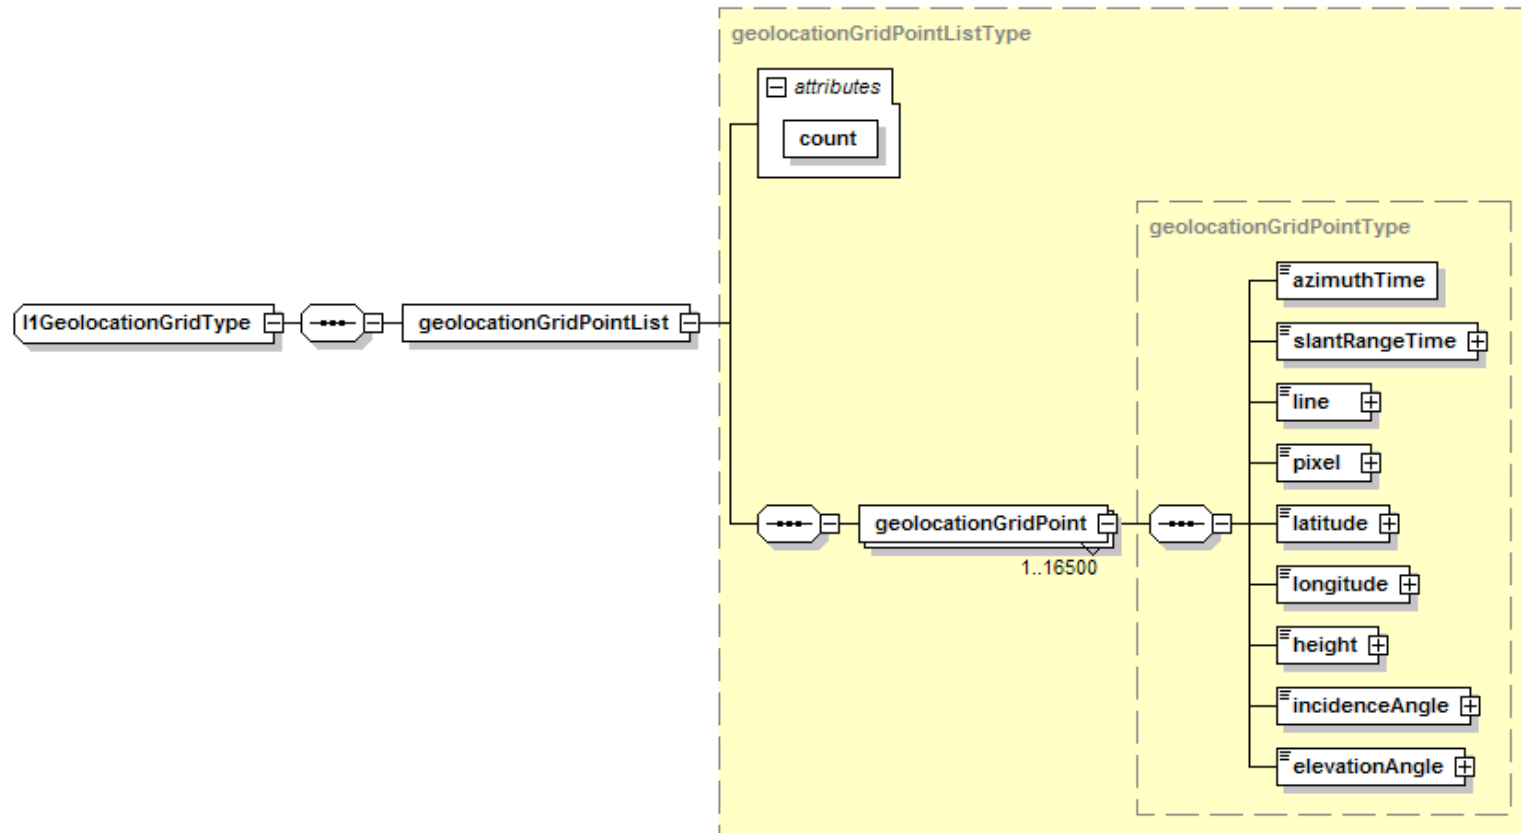 geolocationGridPointListType
attributes
count
geolocationGridPointType
azimuthTime
slantRangeTime
l1GeolocationGridType
geolocationGridPointList
line
pixel
geolocationGridPoint
1..16500
latitude
longitude
height
incidenceAngle
elevationAngle